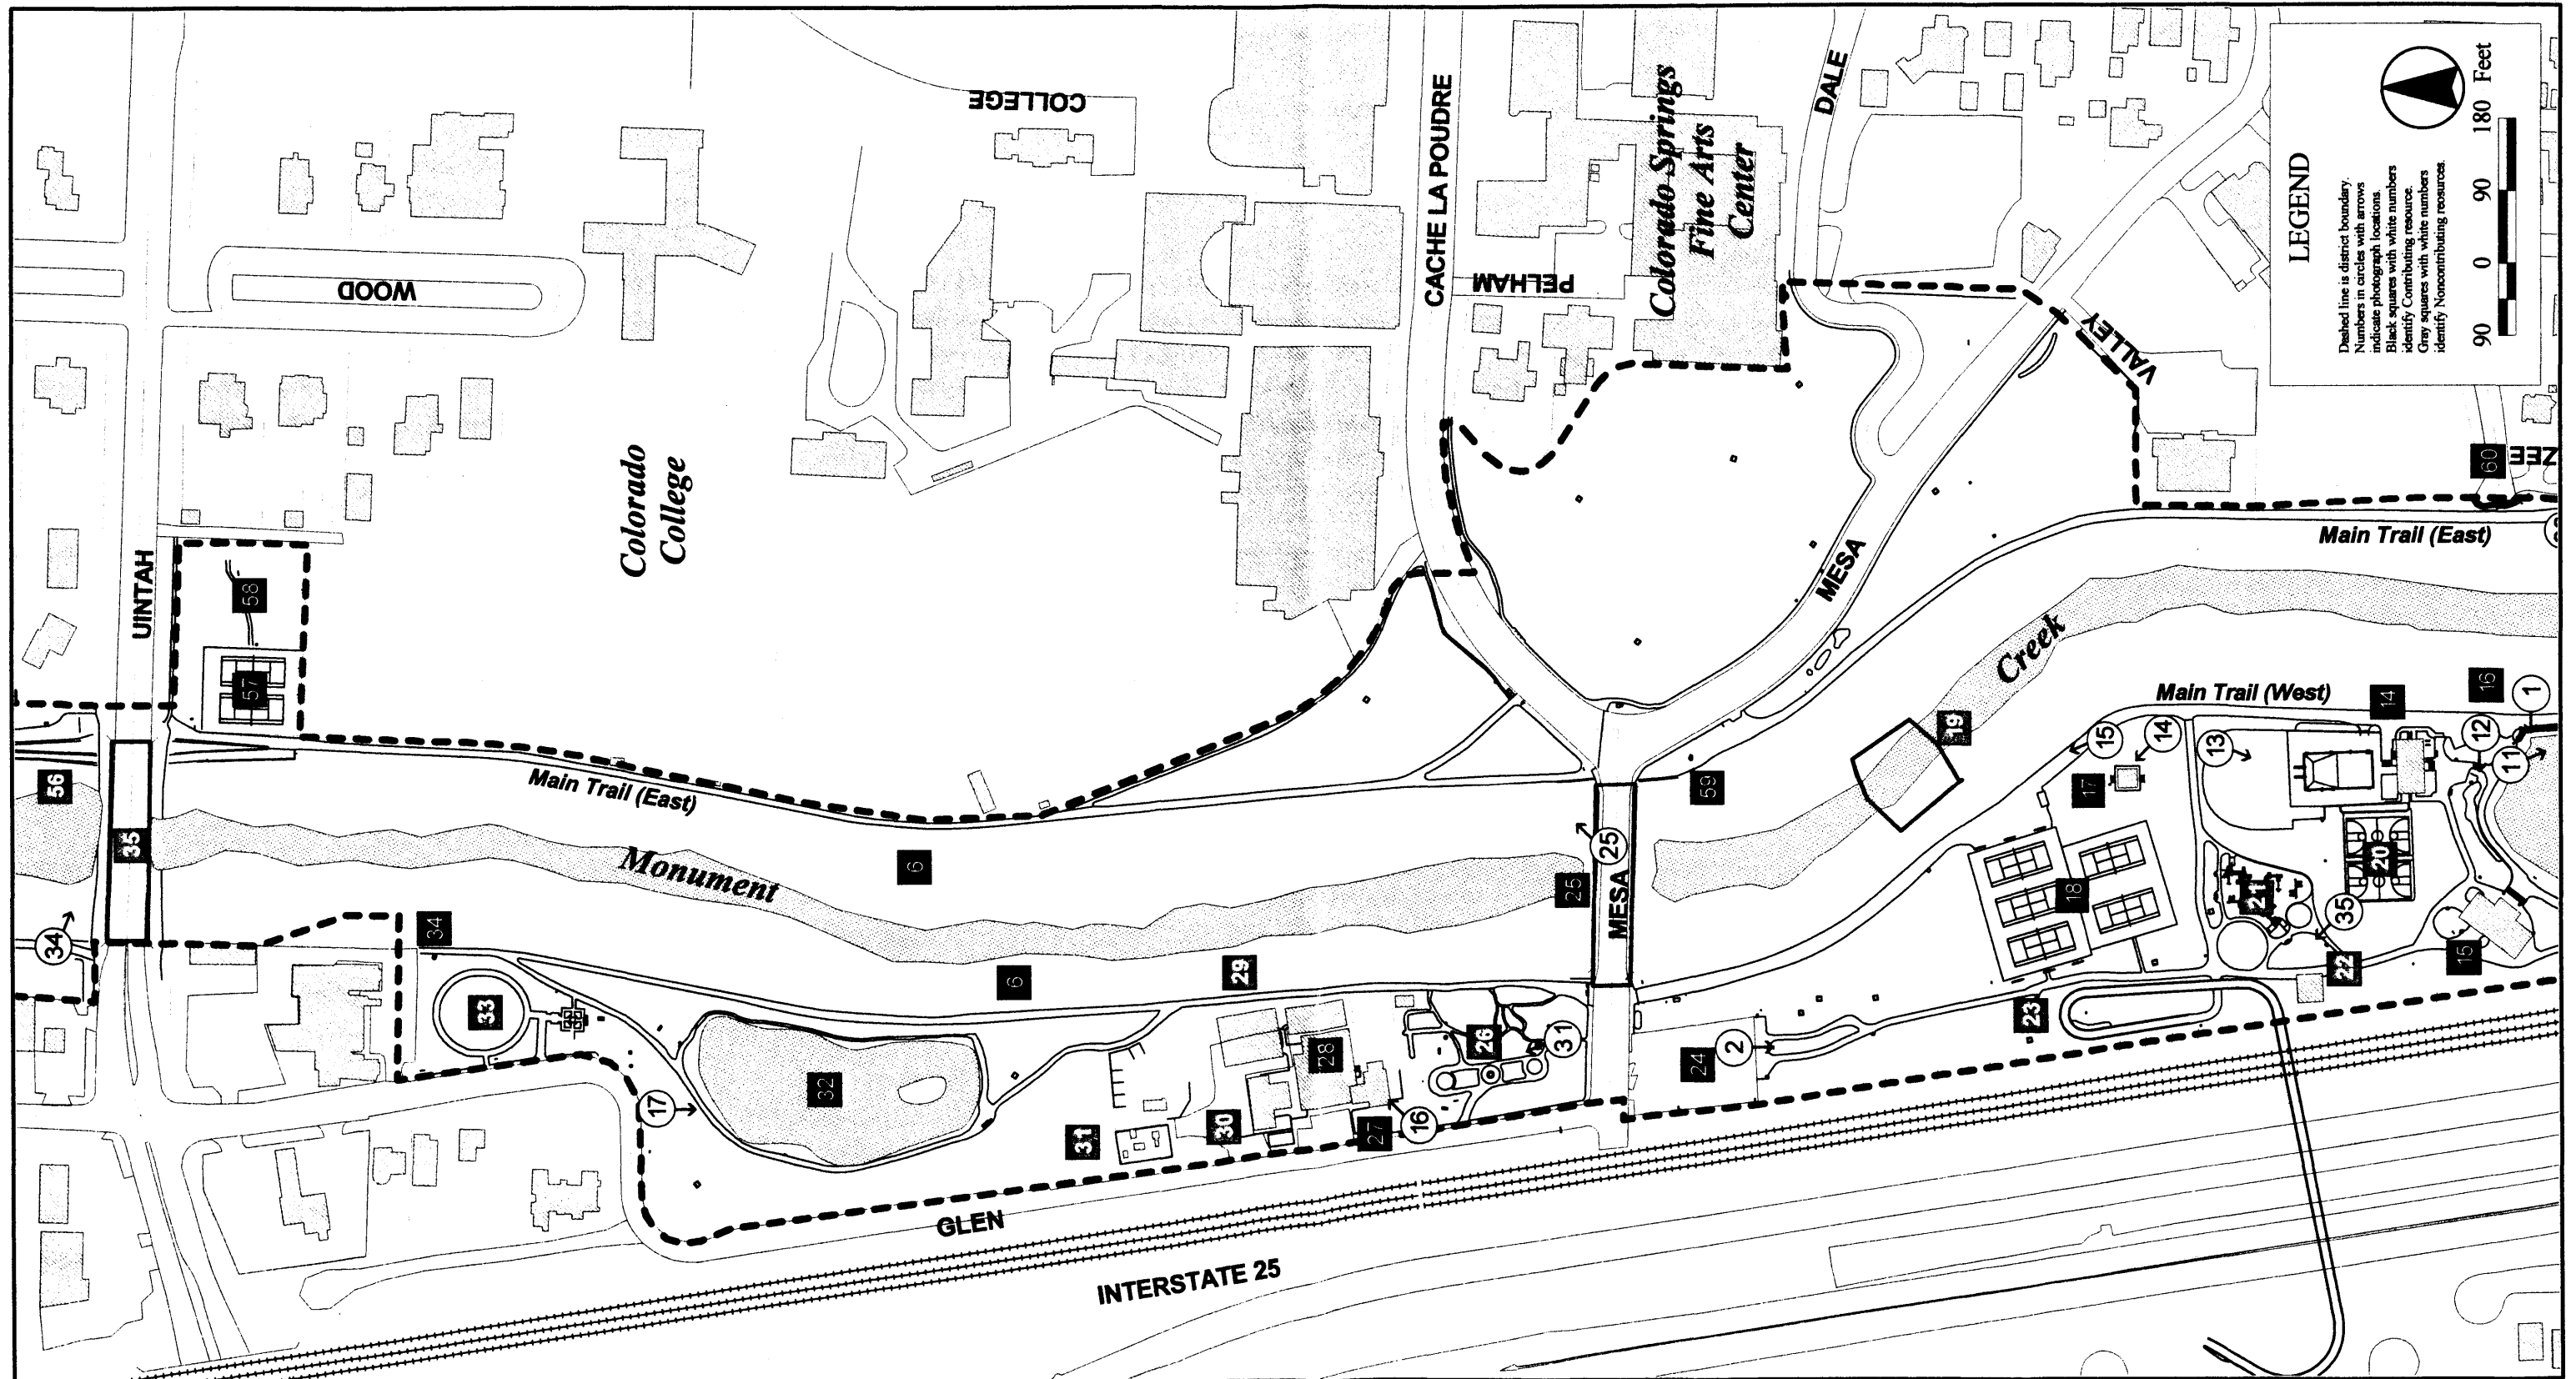 COLLEGE
WOOD
UINTAH
Colorado
College
CACHE LA POUDRE
PELHAM
Colorado Springs
Fine Arts
Center
DALE
VALLEY
MESA
LEGEND
Dashed line is district boundary.
Numbers in circles with arrows
indicate photograph locations.
Black squares with white numbers
identify Contributing resource.
Gray squares with white numbers
identify Noncontributing resources.
90 0 90 180 Feet
60
ZEE
Main Trail (East)
58
57
56
35
34
Main Trail (East)
Monument
6
34
33
17
32
6
29
31
30
28
27
16
26
31
25
25
MESA
59
Creek
19
Main Trail (West)
14
16
1
15
14
13
12
11
17
18
20
21
35
22
15
23
24
2
GLEN
INTERSTATE 25